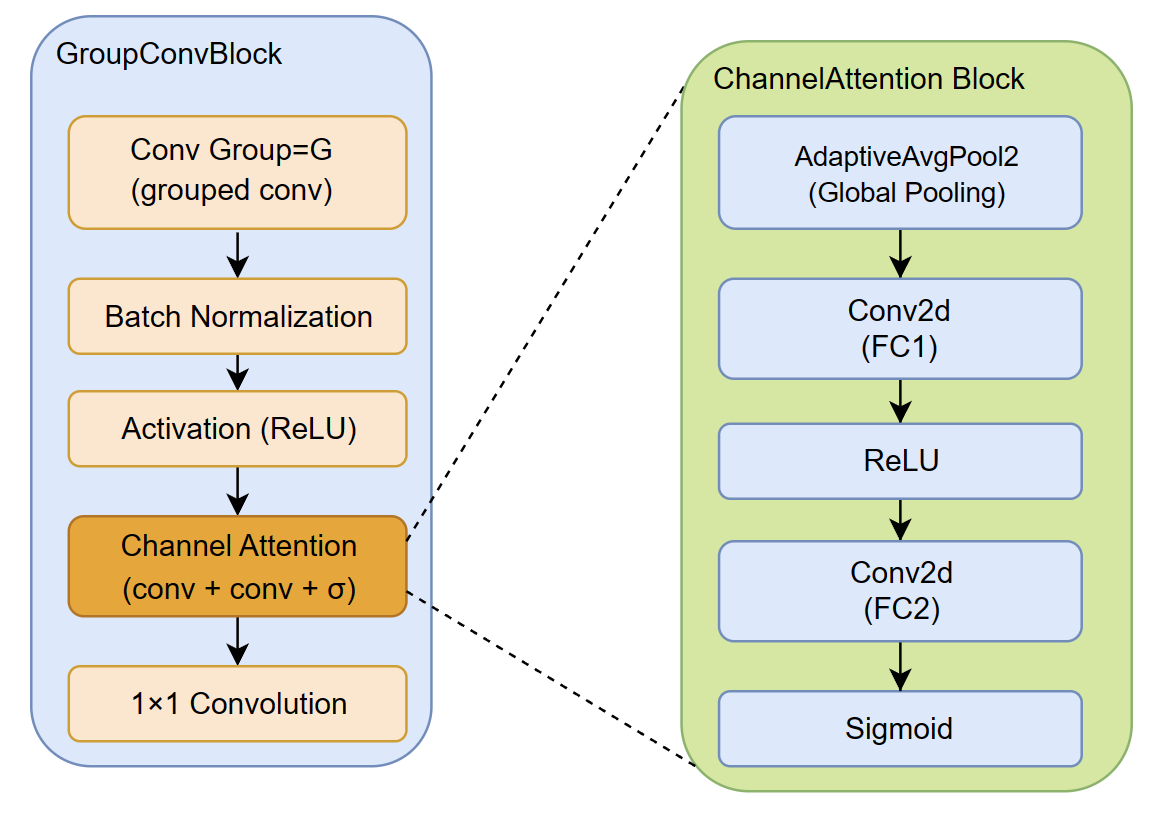 GroupConvBlock
Conv Group=G
(grouped conv)
Batch Normalization
Activation (ReLU)
Channel Attention
(conv + conv + σ)
1×1 Convolution
ChannelAttention Block
AdaptiveAvgPool2
(Global Pooling)
Conv2d
(FC1)
ReLU
Conv2d
(FC2)
Sigmoid